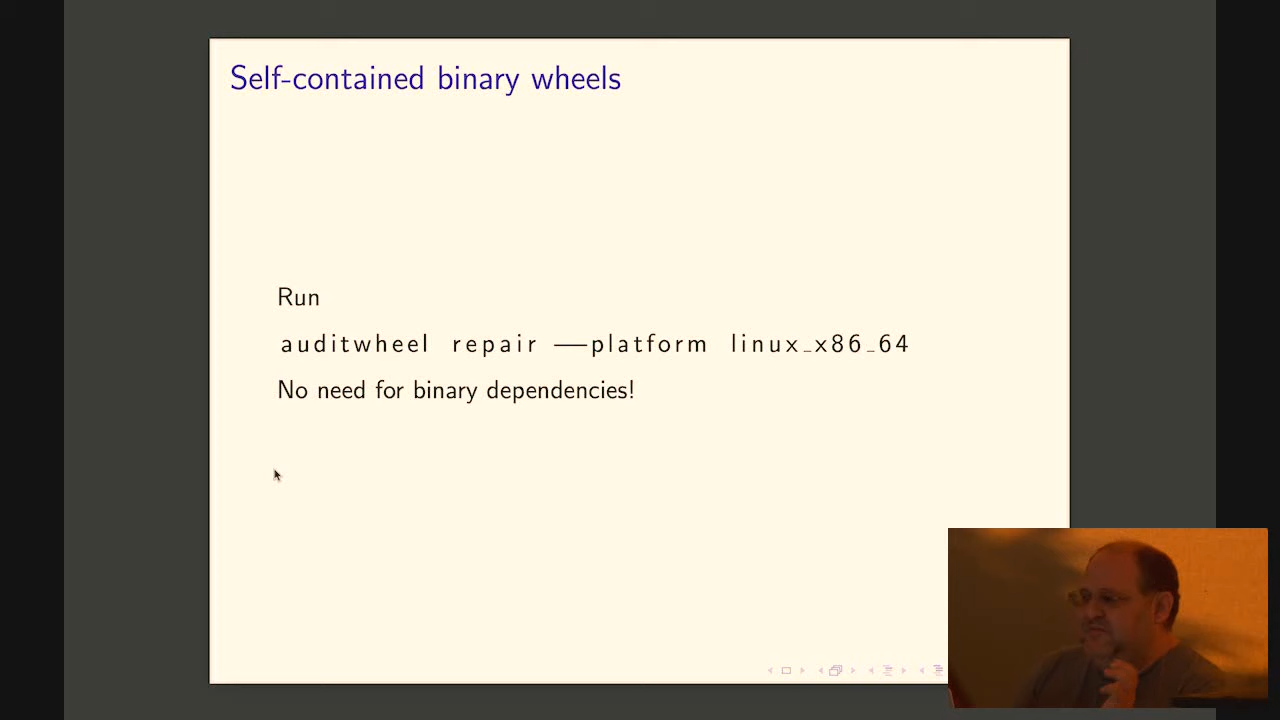 Self-contained binary wheels
Run
auditwheel repair —platform linux_x86_64
No need for binary dependencies!